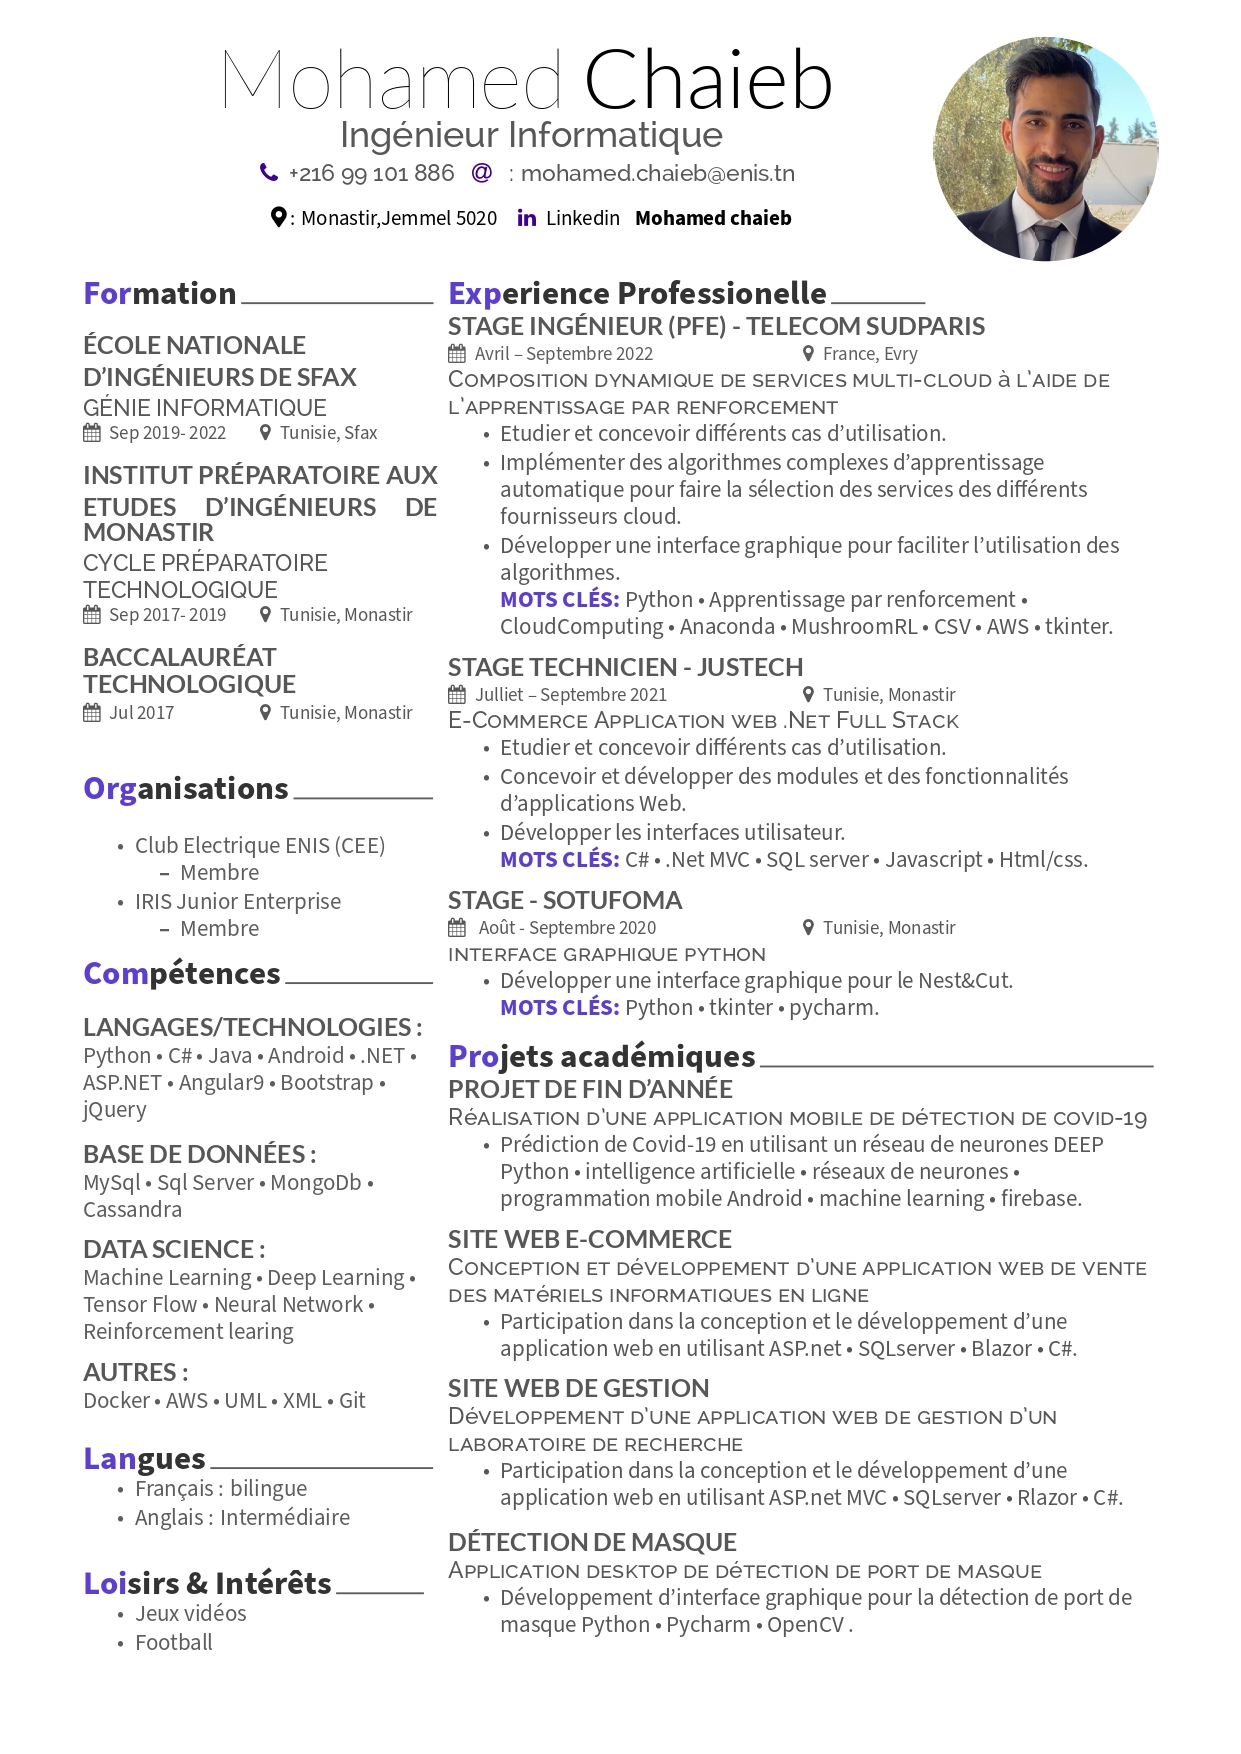 Mohamed Chaieb
Ingénieur Informatique
+216 99 101 886 @ : mohamed.chaieb@enis.tn
: Monastir,Jemmel 5020 in Linkedin Mohamed chaieb
Formation
ÉCOLE NATIONALE
D’INGÉNIEURS DE SFAX
GÉNIE INFORMATIQUE
Sep 2019- 2022 Tunisie, Sfax
INSTITUT PRÉPARATOIRE AUX
ETUDES D’INGÉNIEURS DE
MONASTIR
CYCLE PRÉPARATOIRE
TECHNOLOGIQUE
Sep 2017- 2019 Tunisie, Monastir
BACCALAURÉAT
TECHNOLOGIQUE
Jul 2017 Tunisie, Monastir
Organisations
• Club Electrique ENIS (CEE)
– Membre
• IRIS Junior Enterprise
– Membre
Compétences
LANGAGES/TECHNOLOGIES :
Python • C# • Java • Android • .NET •
ASP.NET • Angular9 • Bootstrap •
jQuery
BASE DE DONNÉES :
MySql • Sql Server • MongoDb •
Cassandra
DATA SCIENCE :
Machine Learning • Deep Learning •
Tensor Flow • Neural Network •
Reinforcement learing
AUTRES :
Docker • AWS • UML • XML • Git
Langues
• Français : bilingue
• Anglais : Intermédiaire
Loisirs & Intérêts
• Jeux vidéos
• Football
Experience Professionelle
STAGE INGÉNIEUR (PFE) - TELECOM SUDPARIS
Avril – Septembre 2022 France, Evry
Composition dynamique de services multi-cloud à l’aide de
l’apprentissage par renforcement
• Etudier et concevoir différents cas d’utilisation.
• Implémenter des algorithmes complexes d’apprentissage
automatique pour faire la sélection des services des différents
fournisseurs cloud.
• Développer une interface graphique pour faciliter l’utilisation des
algorithmes.
MOTS CLÉS: Python • Apprentissage par renforcement •
CloudComputing • Anaconda • MushroomRL • CSV • AWS • tkinter.
STAGE TECHNICIEN - JUSTECH
Julliet – Septembre 2021 Tunisie, Monastir
E-Commerce Application web .Net Full Stack
• Etudier et concevoir différents cas d’utilisation.
• Concevoir et développer des modules et des fonctionnalités
d’applications Web.
• Développer les interfaces utilisateur.
MOTS CLÉS: C# • .Net MVC • SQL server • Javascript • Html/css.
STAGE - SOTUFOMA
Août - Septembre 2020 Tunisie, Monastir
interface graphique python
• Développer une interface graphique pour le Nest&Cut.
MOTS CLÉS: Python • tkinter • pycharm.
Projets académiques
PROJET DE FIN D’ANNÉE
Réalisation d’une application mobile de détection de covid-19
• Prédiction de Covid-19 en utilisant un réseau de neurones DEEP
Python • intelligence artificielle • réseaux de neurones •
programmation mobile Android • machine learning • firebase.
SITE WEB E-COMMERCE
Conception et développement d’une application web de vente
des matériels informatiques en ligne
• Participation dans la conception et le développement d’une
application web en utilisant ASP.net • SQLserver • Blazor • C#.
SITE WEB DE GESTION
Développement d’une application web de gestion d’un
laboratoire de recherche
• Participation dans la conception et le développement d’une
application web en utilisant ASP.net MVC • SQLserver • Rlazor • C#.
DÉTECTION DE MASQUE
Application desktop de détection de port de masque
• Développement d’interface graphique pour la détection de port de
masque Python • Pycharm • OpenCV .